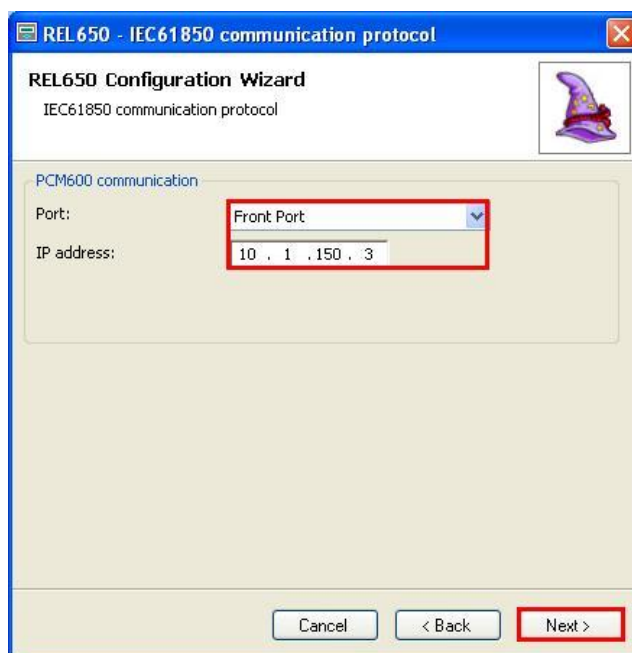 REL650 - IEC61850 communication protocol
REL650 Configuration Wizard
IEC61850 communication protocol
PCM600 communication
Port: Front Port
IP address: 10 . 1 .150 . 3
Cancel < Back Next >